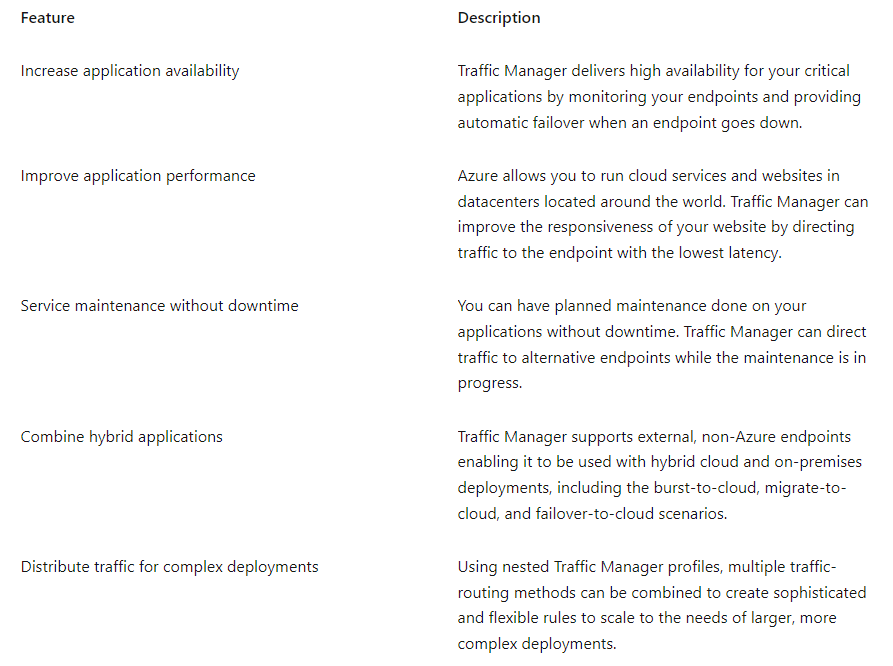 Feature Description
Increase application availability Traffic Manager delivers high availability for your critical
applications by monitoring your endpoints and providing
automatic failover when an endpoint goes down.
Improve application performance Azure allows you to run cloud services and websites in
datacenters located around the world. Traffic Manager can
improve the responsiveness of your website by directing
traffic to the endpoint with the lowest latency.
Service maintenance without downtime You can have planned maintenance done on your
applications without downtime. Traffic Manager can direct
traffic to alternative endpoints while the maintenance is in
progress.
Combine hybrid applications Traffic Manager supports external, non-Azure endpoints
enabling it to be used with hybrid cloud and on-premises
deployments, including the burst-to-cloud, migrate-to-
cloud, and failover-to-cloud scenarios.
Distribute traffic for complex deployments Using nested Traffic Manager profiles, multiple traffic-
routing methods can be combined to create sophisticated
and flexible rules to scale to the needs of larger, more
complex deployments.